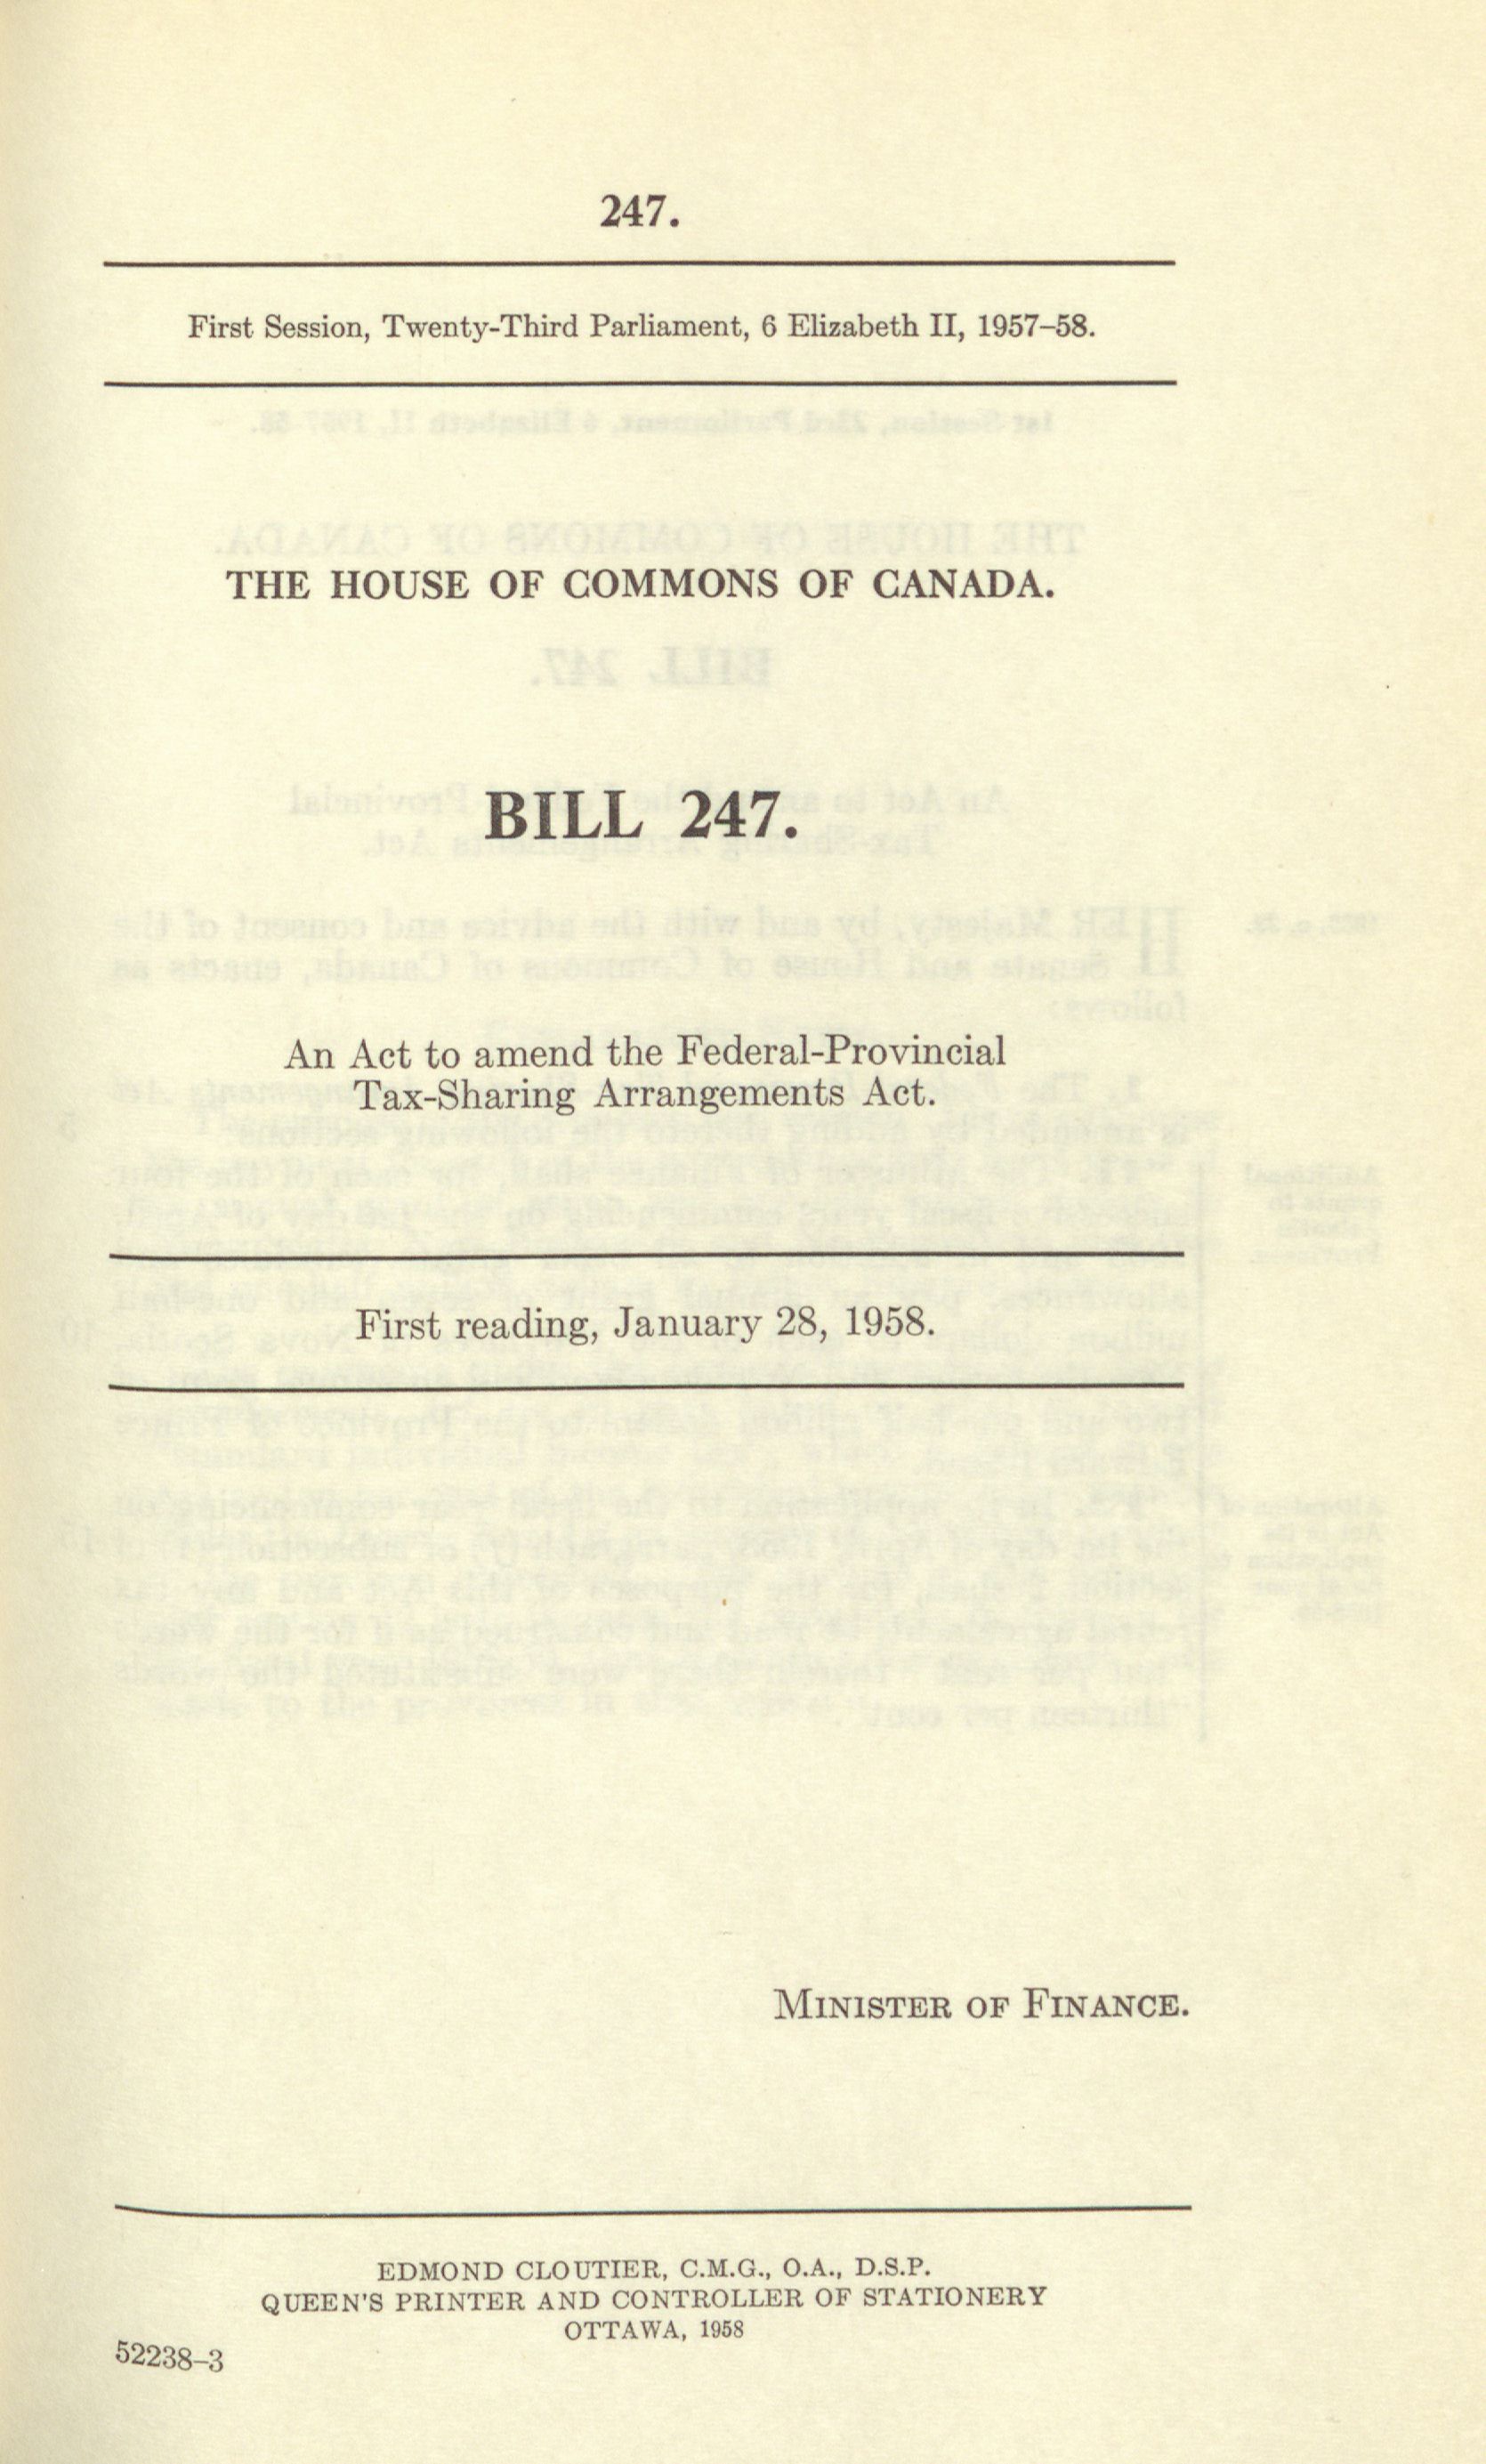 247.
First Session, Twenty-Third Parliament, 6 Elizabeth II, 1957–58.
THE HOUSE OF COMMONS OF CANADA.
BILL 247.
An Act to amend the Federal-Provincial
Tax-Sharing Arrangements Act.
First reading, January 28, 1958.
MINISTER OF FINANCE.
EDMOND CLOUTIER, C.M.G., O.A., D.S.P.
QUEEN'S PRINTER AND CONTROLLER OF STATIONERY
OTTAWA, 1958
52238–3